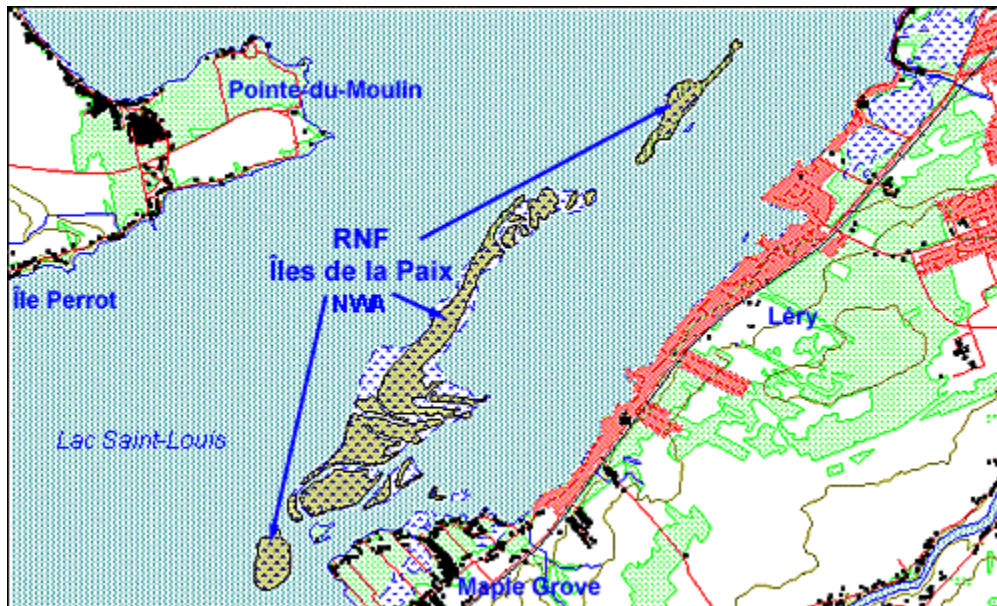 Pointe-du-Moulin
RNF
Îles de la Paix
NWA
Île Perrot
Léry
Lac Saint-Louis
Maple Grove